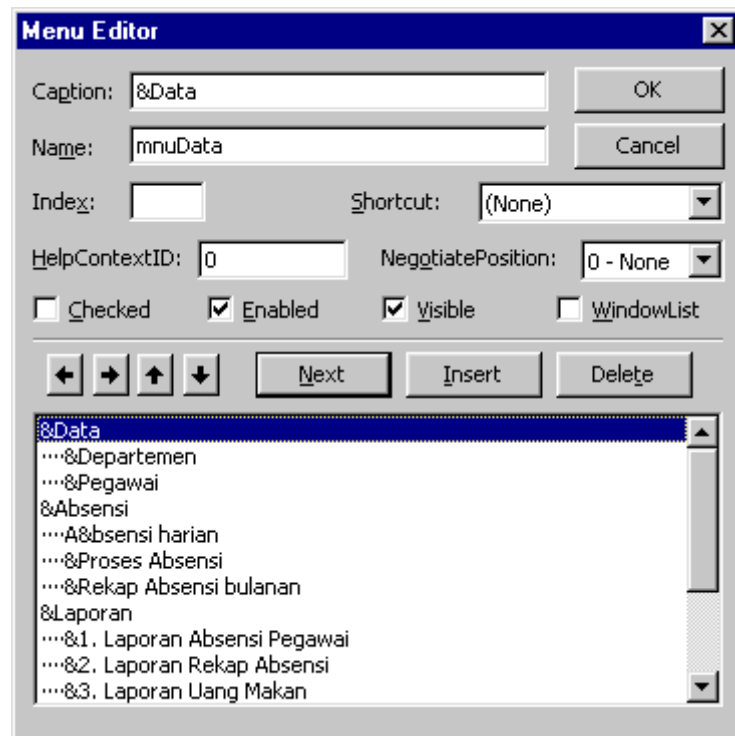 Menu Editor
Caption: &Data OK
Name: mnuData Cancel
Index: Shortcut: (None)
HelpContextID: 0 NegotiatePosition: 0 - None
Checked Enabled Visible WindowList
Next Insert Delete
&Data
····&Departemen
····&Pegawai
&Absensi
····A&bsensi harian
····&Proses Absensi
····&Rekap Absensi bulanan
&Laporan
····&1. Laporan Absensi Pegawai
····&2. Laporan Rekap Absensi
····&3. Laporan Uang Makan